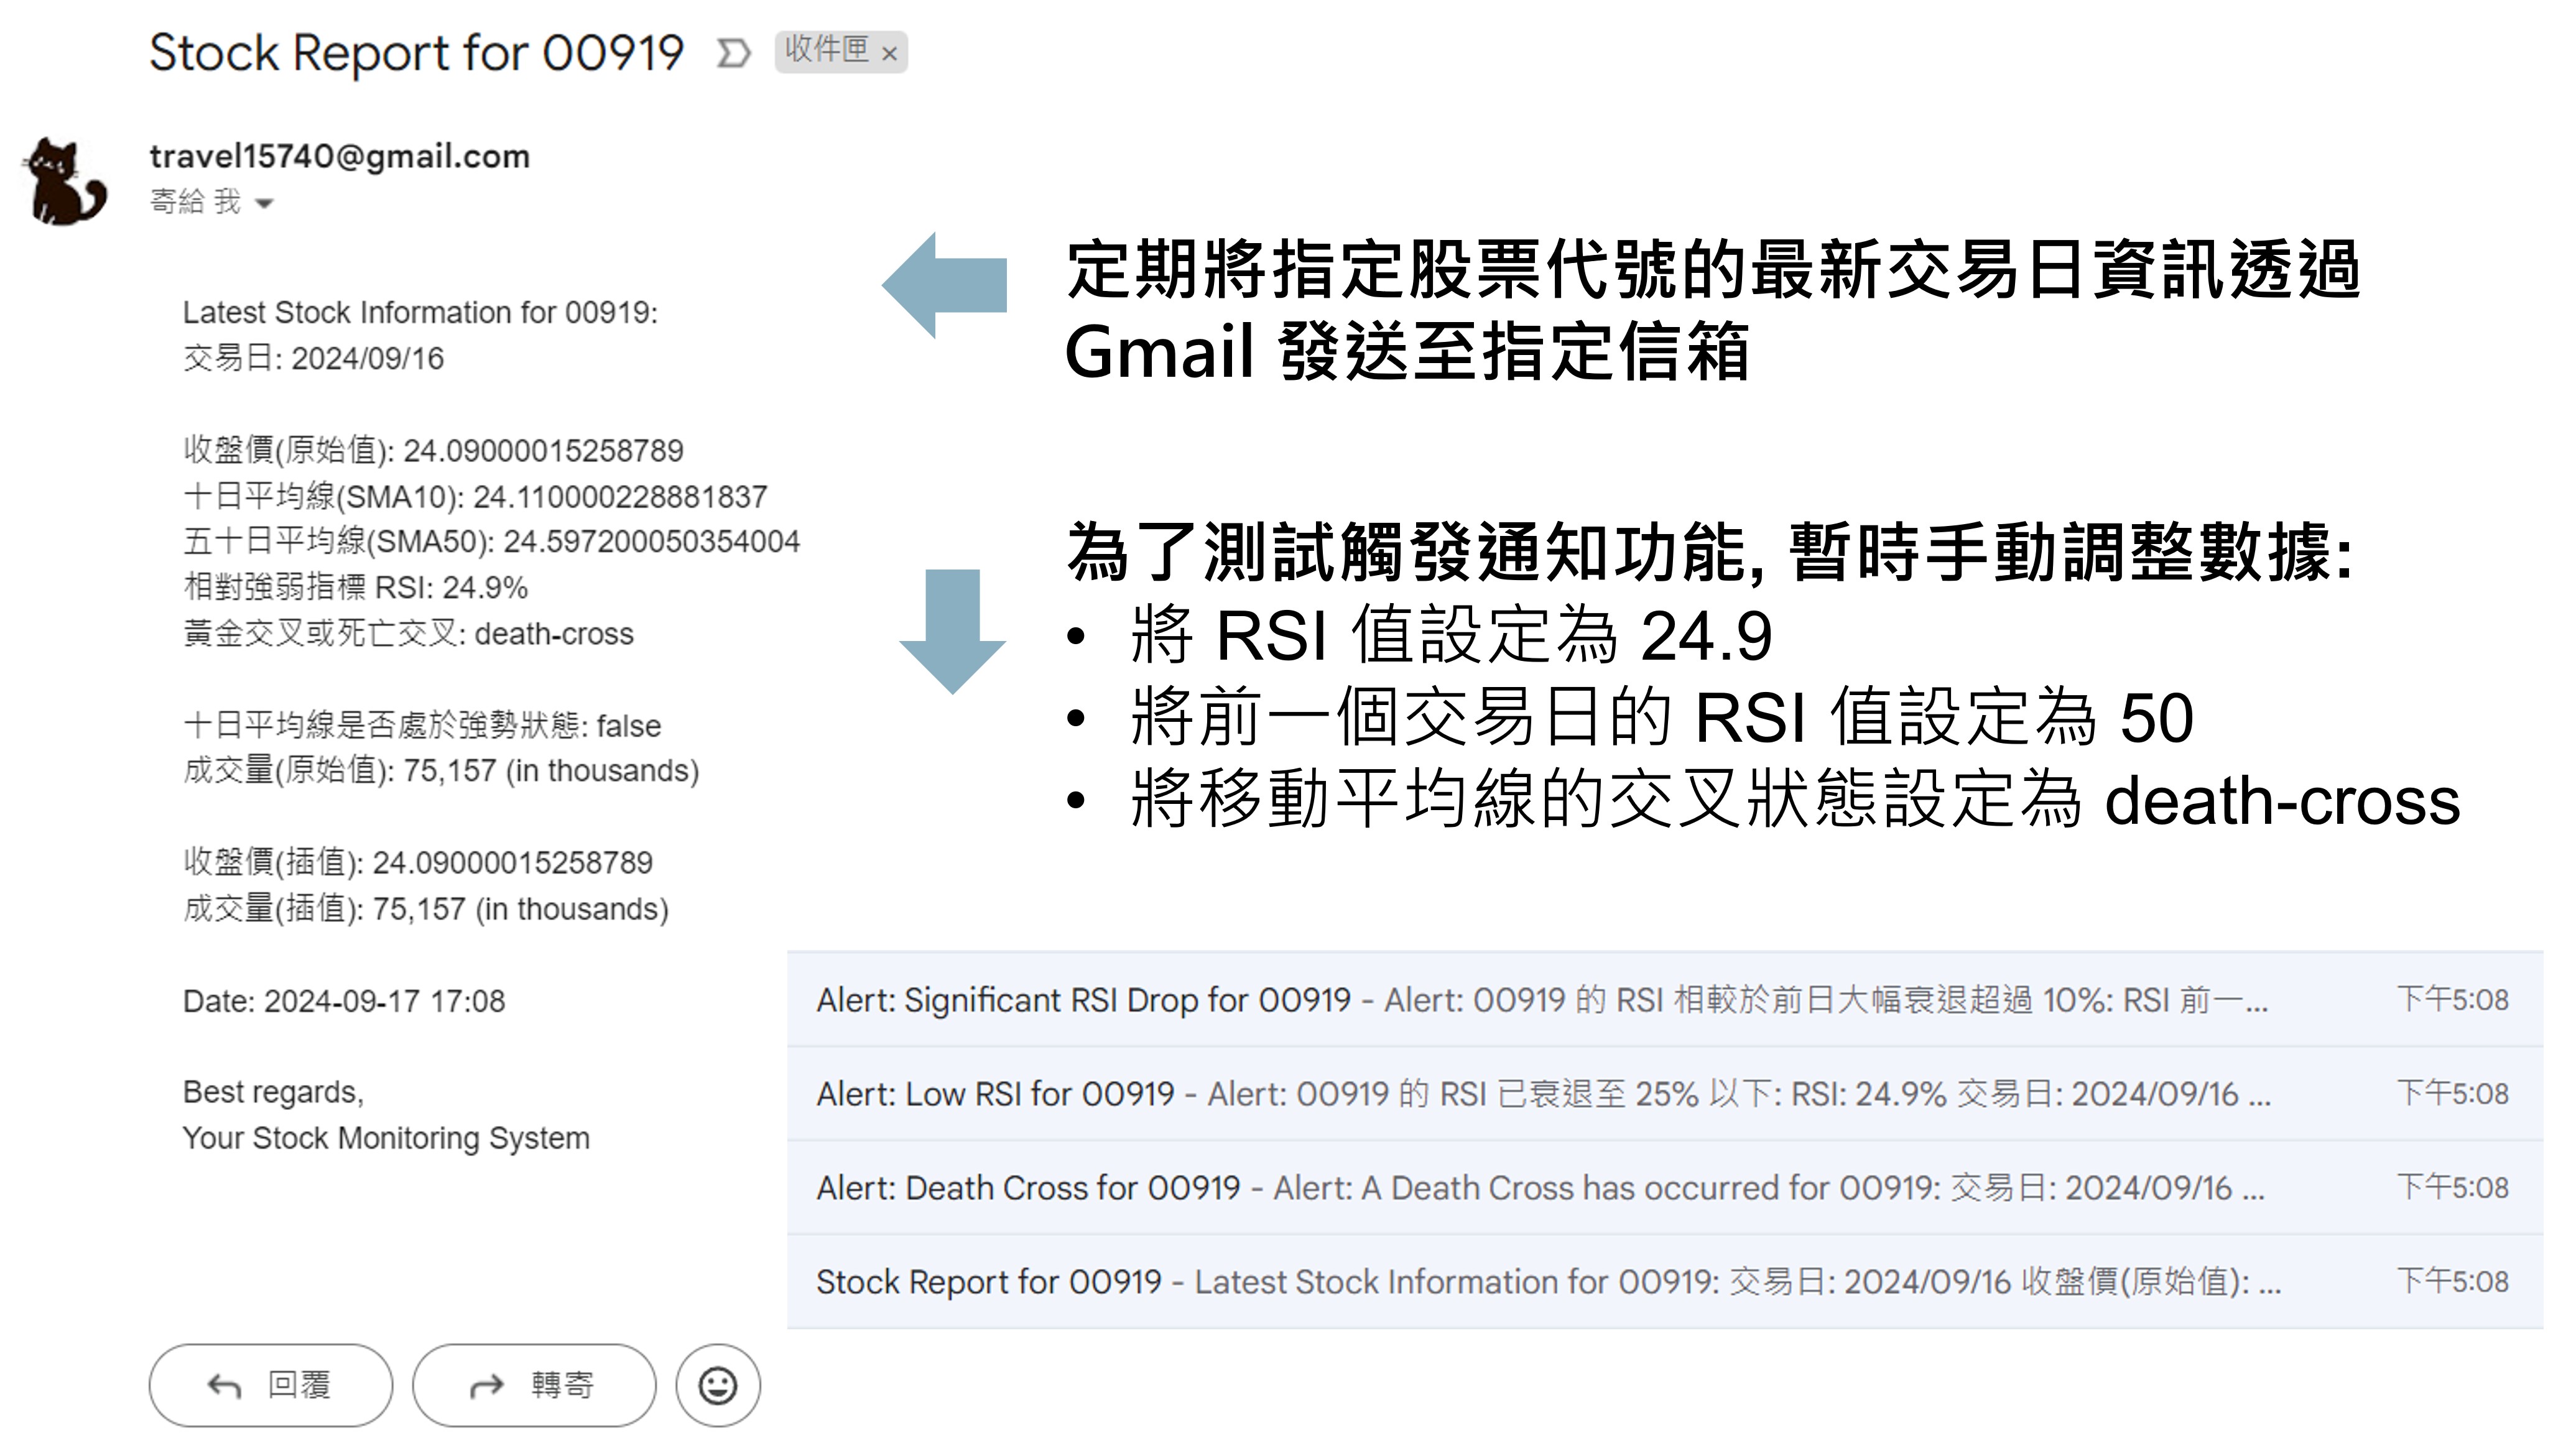 Stock Report for 00919
收件匣 ×
travel15740@gmail.com
寄給 我
Latest Stock Information for 00919:
交易日: 2024/09/16
收盤價(原始值): 24.09000015258789
十日平均線(SMA10): 24.110000228881837
五十日平均線(SMA50): 24.597200050354004
相對強弱指標 RSI: 24.9%
黃金交叉或死亡交叉: death-cross
十日平均線是否處於強勢狀態: false
成交量(原始值): 75,157 (in thousands)
收盤價(插值): 24.09000015258789
成交量(插值): 75,157 (in thousands)
Date: 2024-09-17 17:08
Best regards,
Your Stock Monitoring System
回覆
轉寄
定期將指定股票代號的最新交易日資訊透過
Gmail 發送至指定信箱
為了測試觸發通知功能, 暫時手動調整數據:
• 將 RSI 值設定為 24.9
• 將前一個交易日的 RSI 值設定為 50
• 將移動平均線的交叉狀態設定為 death-cross
Alert: Significant RSI Drop for 00919 - Alert: 00919 的 RSI 相較於前日大幅衰退超過 10%: RSI 前一... 下午5:08
Alert: Low RSI for 00919 - Alert: 00919 的 RSI 已衰退至 25% 以下: RSI: 24.9% 交易日: 2024/09/16 ... 下午5:08
Alert: Death Cross for 00919 - Alert: A Death Cross has occurred for 00919: 交易日: 2024/09/16 ... 下午5:08
Stock Report for 00919 - Latest Stock Information for 00919: 交易日: 2024/09/16 收盤價(原始值): ... 下午5:08